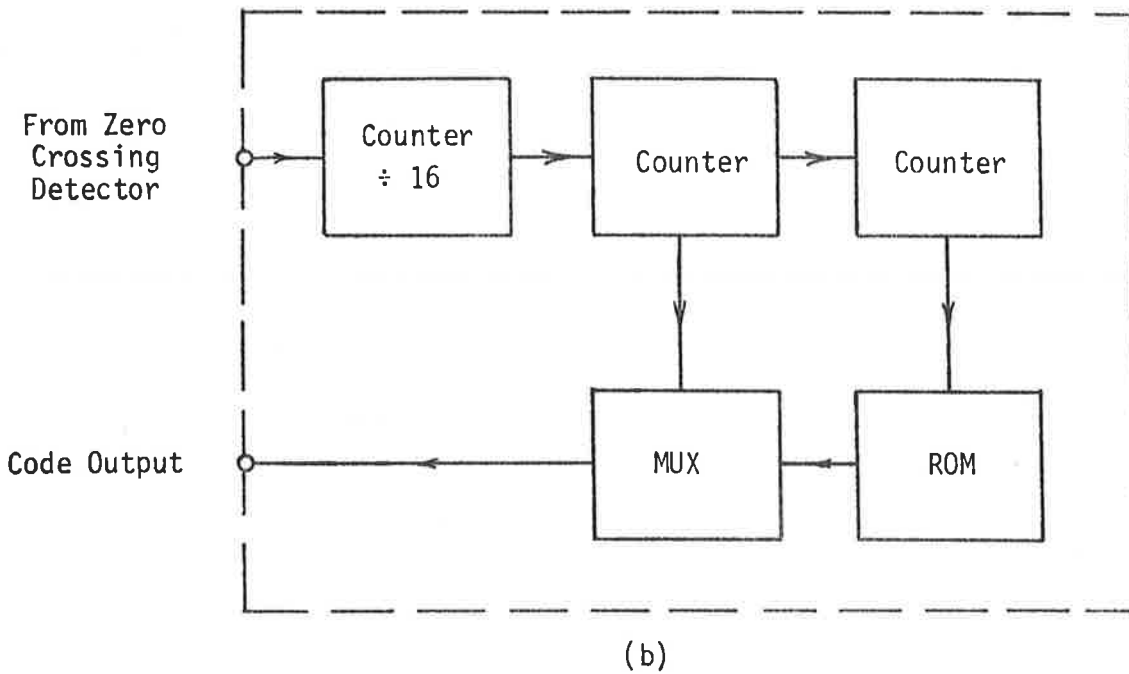 From Zero
Crossing
Detector
Counter
÷ 16
Counter
Counter
Code Output
MUX
ROM
(b)